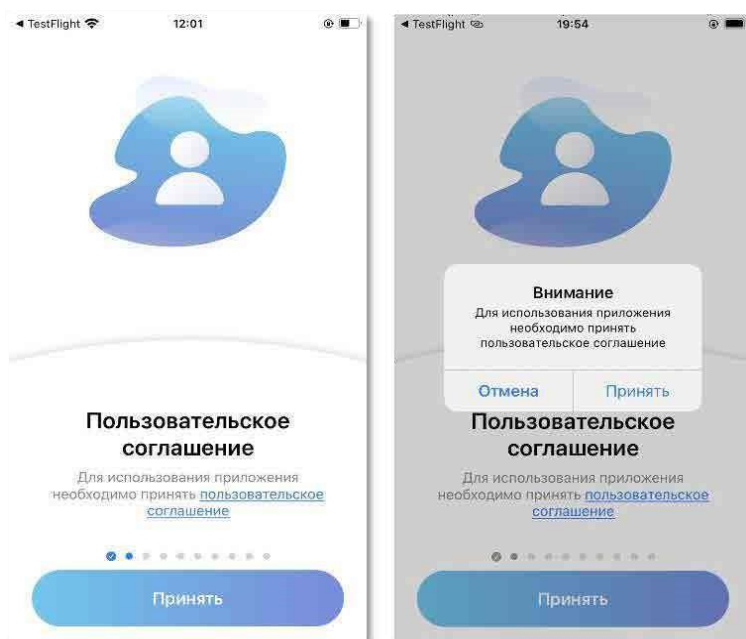 TestFlight 12:01
Пользовательское
соглашение
Для использования приложения
необходимо принять пользовательское
соглашение
Принять
TestFlight 19:54
Внимание
Для использования приложения
необходимо принять
пользовательское соглашение
Отмена Принять
Пользовательское
соглашение
Для использования приложения
необходимо принять пользовательское
соглашение
Принять